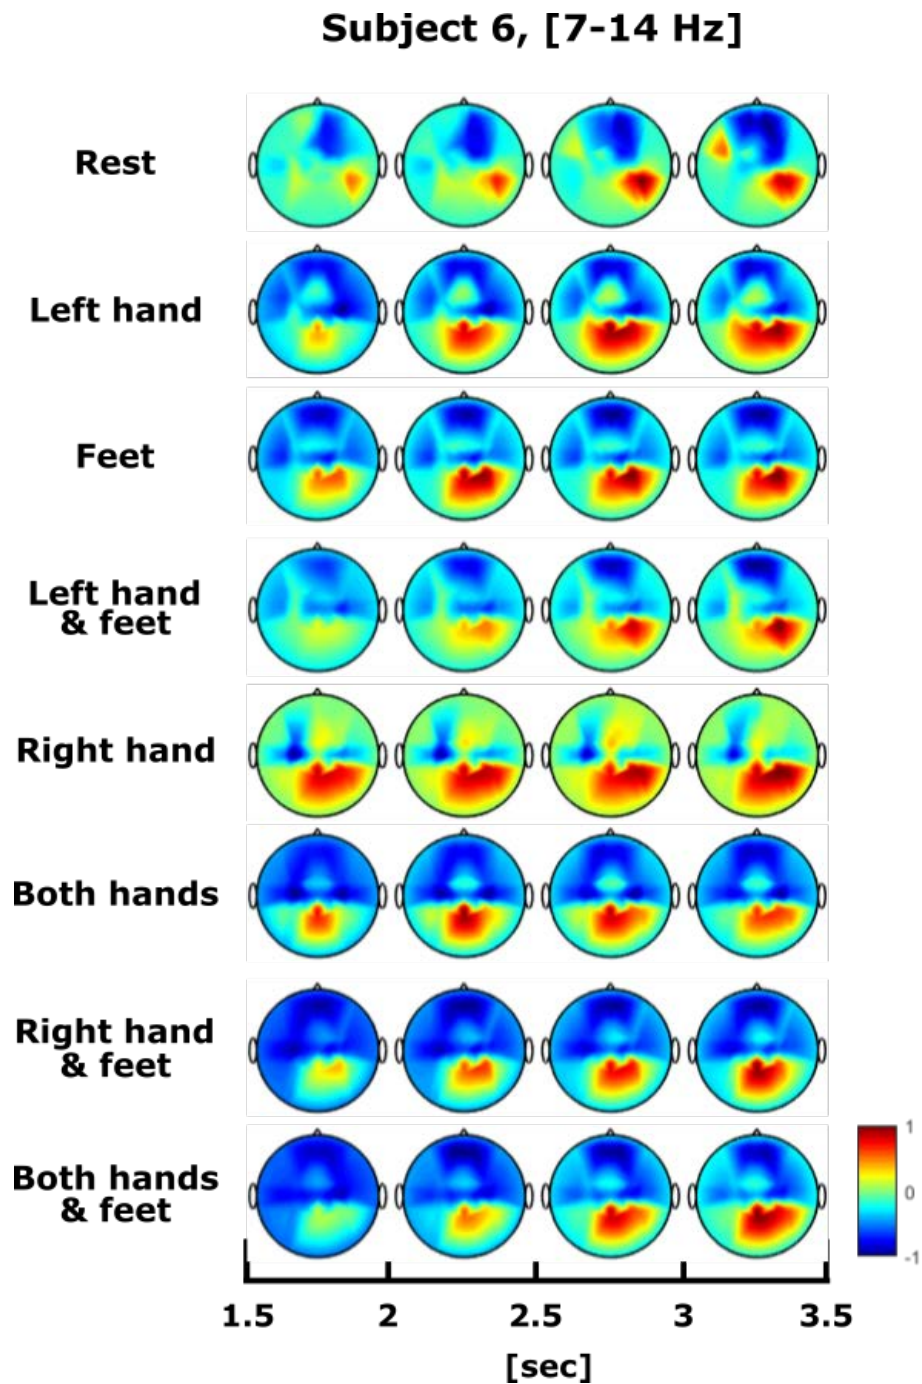 Subject 6, [7-14 Hz]
Rest
Left hand
Feet
Left hand
& feet
Right hand
Both hands
Right hand
& feet
Both hands
& feet
1
0
-1
1.5 2 2.5 3 3.5
[sec]